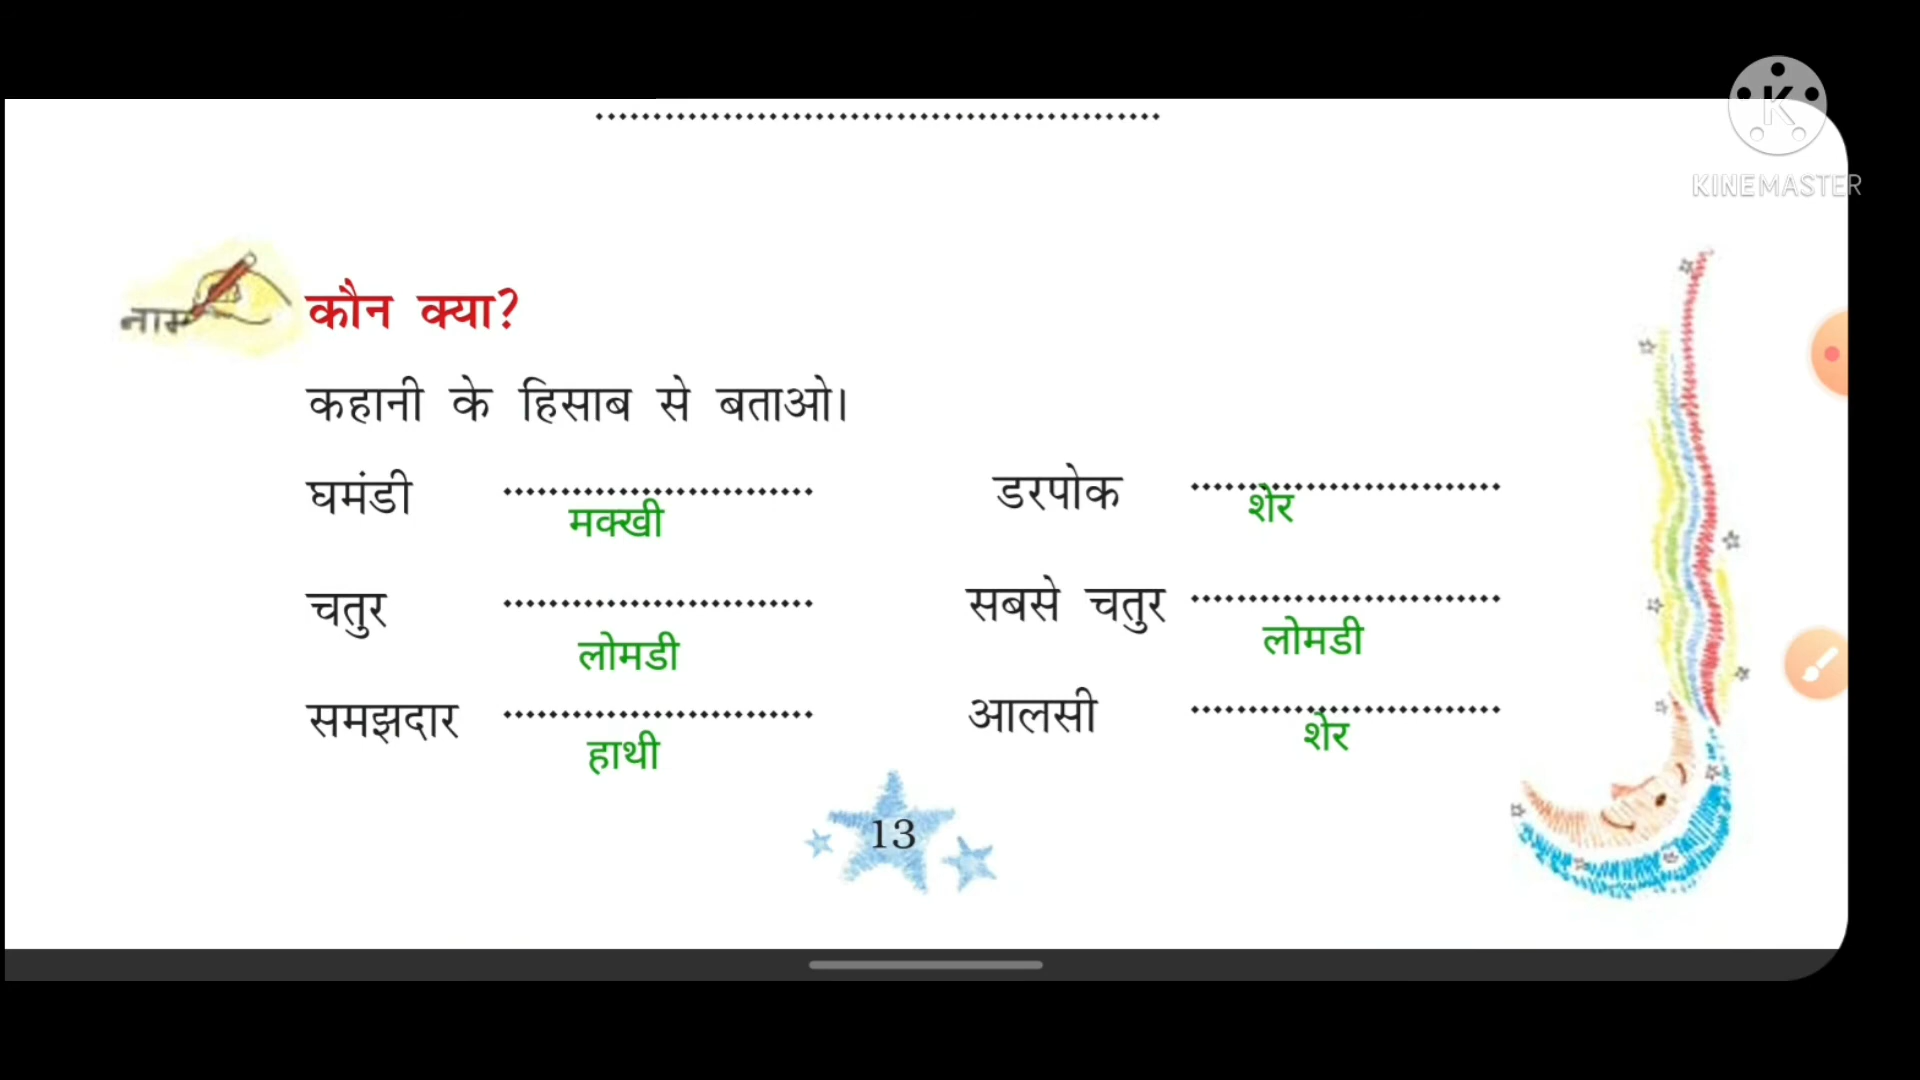 KINEMASTER
नाम
कौन क्या?
कहानी के हिसाब से बताओ।
घमंडी ........................... डरपोक ...........................
मक्खी शेर
चतुर ........................... सबसे चतुर ...........................
लोमडी लोमडी
समझदार ........................... आलसी ...........................
हाथी शेर
13